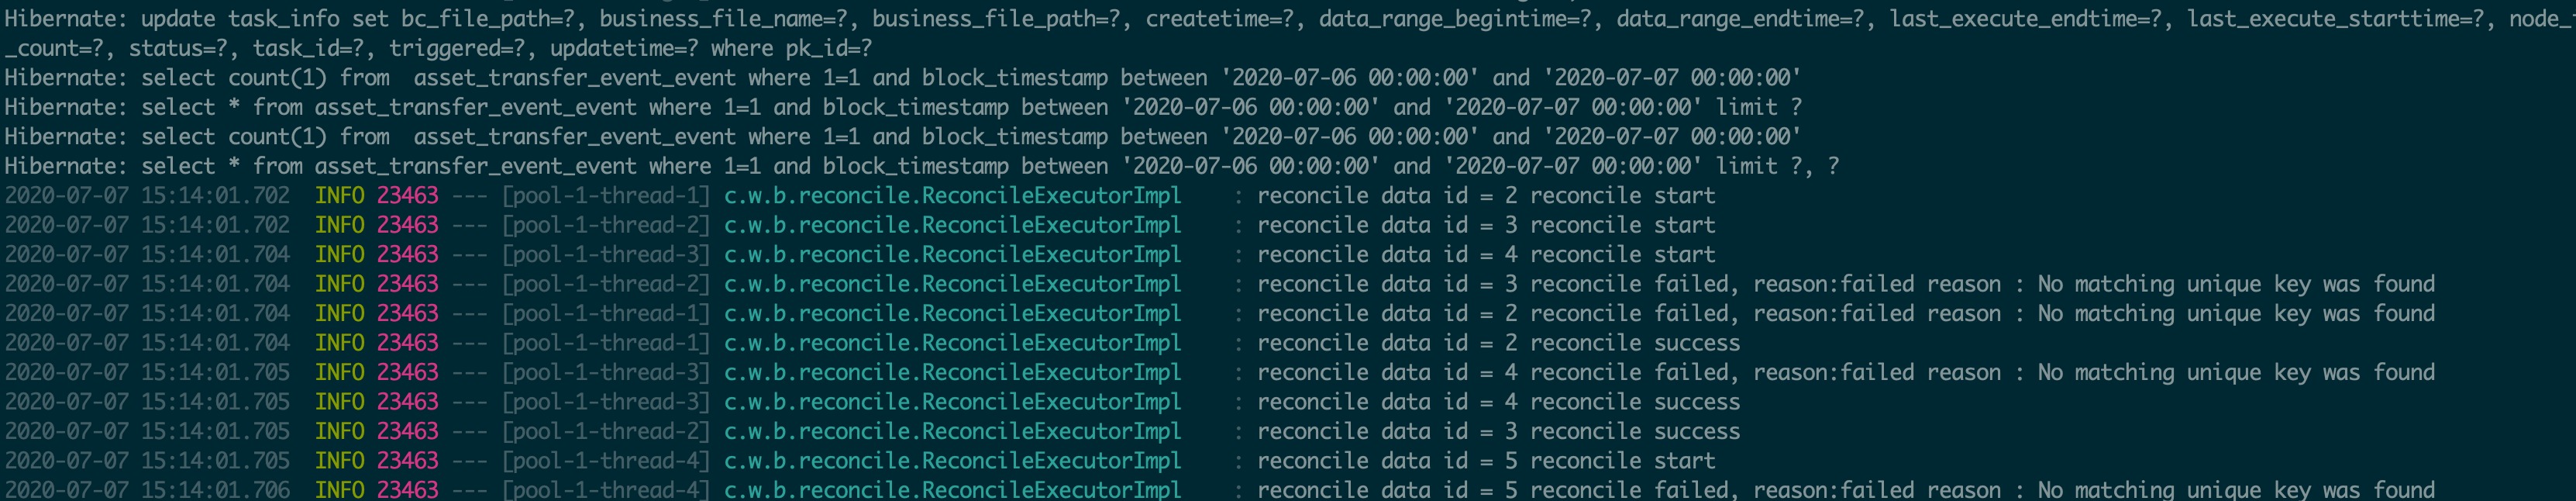 Hibernate: update task_info set bc_file_path=?, business_file_name=?, business_file_path=?, createtime=?, data_range_begintime=?, data_range_endtime=?, last_execute_endtime=?, last_execute_starttime=?, node_
_count=?, status=?, task_id=?, triggered=?, updatetime=? where pk_id=?
Hibernate: select count(1) from  asset_transfer_event_event where 1=1 and block_timestamp between '2020-07-06 00:00:00' and '2020-07-07 00:00:00'
Hibernate: select * from asset_transfer_event_event where 1=1 and block_timestamp between '2020-07-06 00:00:00' and '2020-07-07 00:00:00' limit ?
Hibernate: select count(1) from  asset_transfer_event_event where 1=1 and block_timestamp between '2020-07-06 00:00:00' and '2020-07-07 00:00:00'
Hibernate: select * from asset_transfer_event_event where 1=1 and block_timestamp between '2020-07-06 00:00:00' and '2020-07-07 00:00:00' limit ?, ?
2020-07-07 15:14:01.702  INFO 23463 --- [pool-1-thread-1] c.w.b.reconcile.ReconcileExecutorImpl    : reconcile data id = 2 reconcile start
2020-07-07 15:14:01.702  INFO 23463 --- [pool-1-thread-2] c.w.b.reconcile.ReconcileExecutorImpl    : reconcile data id = 3 reconcile start
2020-07-07 15:14:01.704  INFO 23463 --- [pool-1-thread-3] c.w.b.reconcile.ReconcileExecutorImpl    : reconcile data id = 4 reconcile start
2020-07-07 15:14:01.704  INFO 23463 --- [pool-1-thread-2] c.w.b.reconcile.ReconcileExecutorImpl    : reconcile data id = 3 reconcile failed, reason:failed reason : No matching unique key was found
2020-07-07 15:14:01.704  INFO 23463 --- [pool-1-thread-1] c.w.b.reconcile.ReconcileExecutorImpl    : reconcile data id = 2 reconcile failed, reason:failed reason : No matching unique key was found
2020-07-07 15:14:01.704  INFO 23463 --- [pool-1-thread-1] c.w.b.reconcile.ReconcileExecutorImpl    : reconcile data id = 2 reconcile success
2020-07-07 15:14:01.705  INFO 23463 --- [pool-1-thread-3] c.w.b.reconcile.ReconcileExecutorImpl    : reconcile data id = 4 reconcile failed, reason:failed reason : No matching unique key was found
2020-07-07 15:14:01.705  INFO 23463 --- [pool-1-thread-3] c.w.b.reconcile.ReconcileExecutorImpl    : reconcile data id = 4 reconcile success
2020-07-07 15:14:01.705  INFO 23463 --- [pool-1-thread-2] c.w.b.reconcile.ReconcileExecutorImpl    : reconcile data id = 3 reconcile success
2020-07-07 15:14:01.705  INFO 23463 --- [pool-1-thread-4] c.w.b.reconcile.ReconcileExecutorImpl    : reconcile data id = 5 reconcile start
2020-07-07 15:14:01.706  INFO 23463 --- [pool-1-thread-4] c.w.b.reconcile.ReconcileExecutorImpl    : reconcile data id = 5 reconcile failed, reason:failed reason : No matching unique key was found